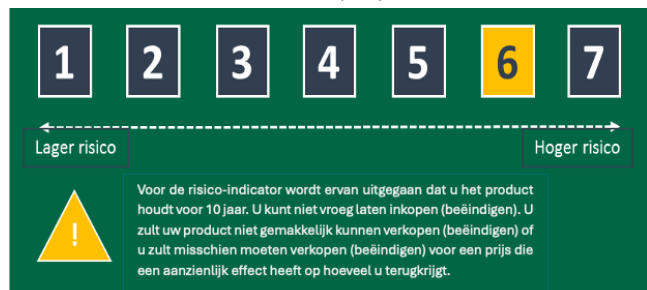 1 2 3 4 5 6 7
Lager risico Hoger risico
Voor de risico-indicator wordt ervan uitgegaan dat u het product
houdt voor 10 jaar. U kunt niet vroeg laten inkopen (beëindigen). U
zult uw product niet gemakkelijk kunnen verkopen (beëindigen) of
u zult misschien moeten verkopen (beëindigen) voor een prijs die
een aanzienlijk effect heeft op hoeveel u terugkrijgt.
!